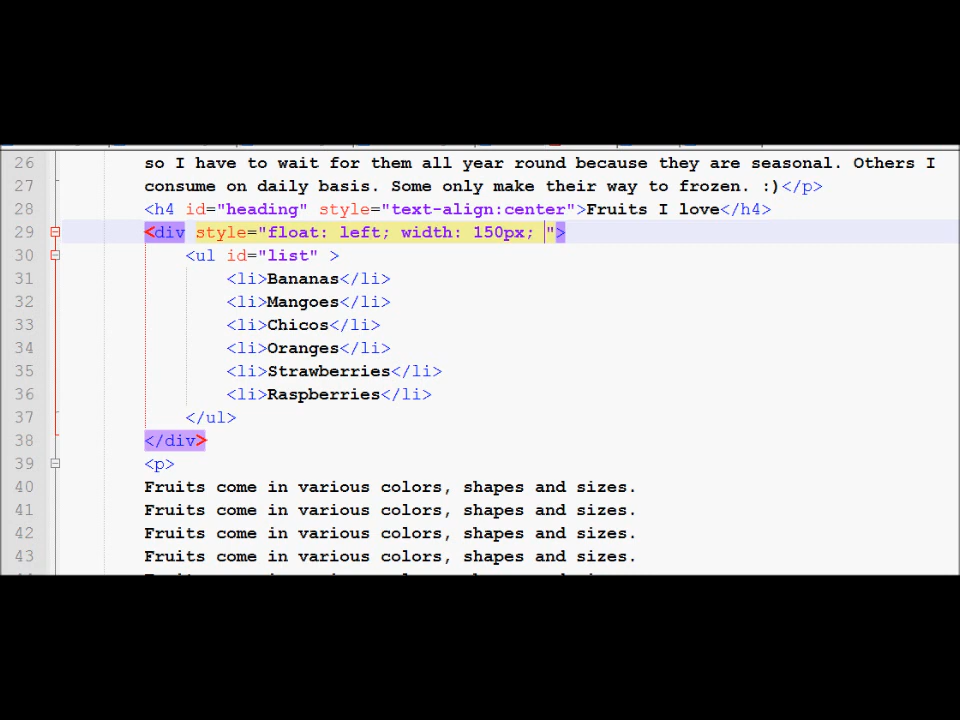 26 so I have to wait for them all year round because they are seasonal. Others I
27 consume on daily basis. Some only make their way to frozen. :)</p>
28 <h4 id="heading" style="text-align:center">Fruits I love</h4>
29 <div style="float: left; width: 150px; ">
30 <ul id="list" >
31 <li>Bananas</li>
32 <li>Mangoes</li>
33 <li>Chicos</li>
34 <li>Oranges</li>
35 <li>Strawberries</li>
36 <li>Raspberries</li>
37 </ul>
38 </div>
39 <p>
40 Fruits come in various colors, shapes and sizes.
41 Fruits come in various colors, shapes and sizes.
42 Fruits come in various colors, shapes and sizes.
43 Fruits come in various colors, shapes and sizes.